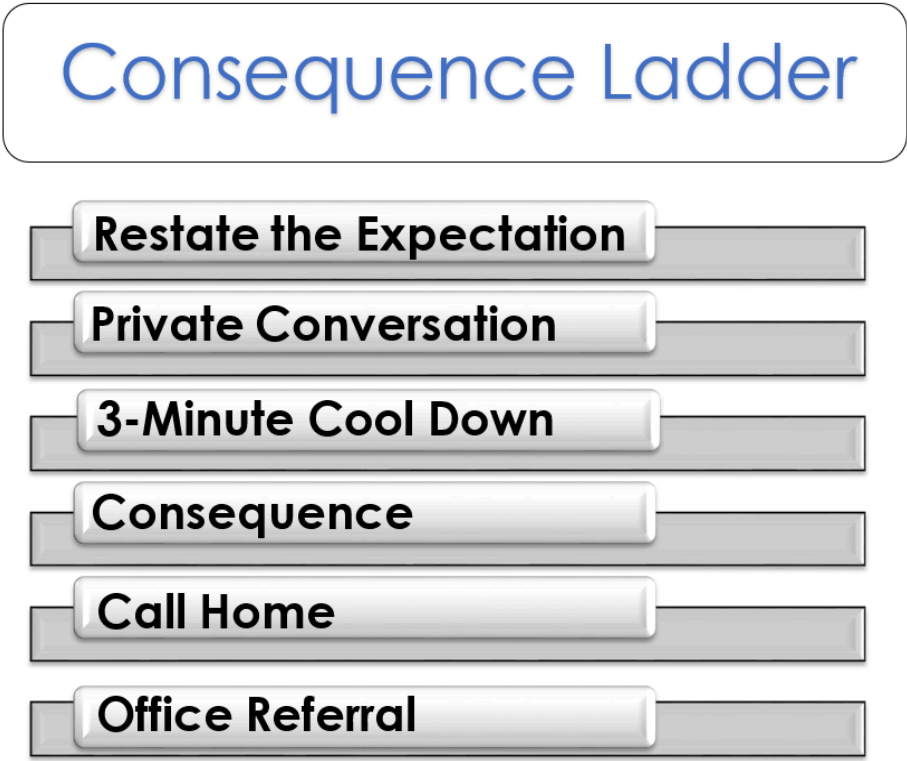 Consequence Ladder
Restate the Expectation
Private Conversation
3-Minute Cool Down
Consequence
Call Home
Office Referral